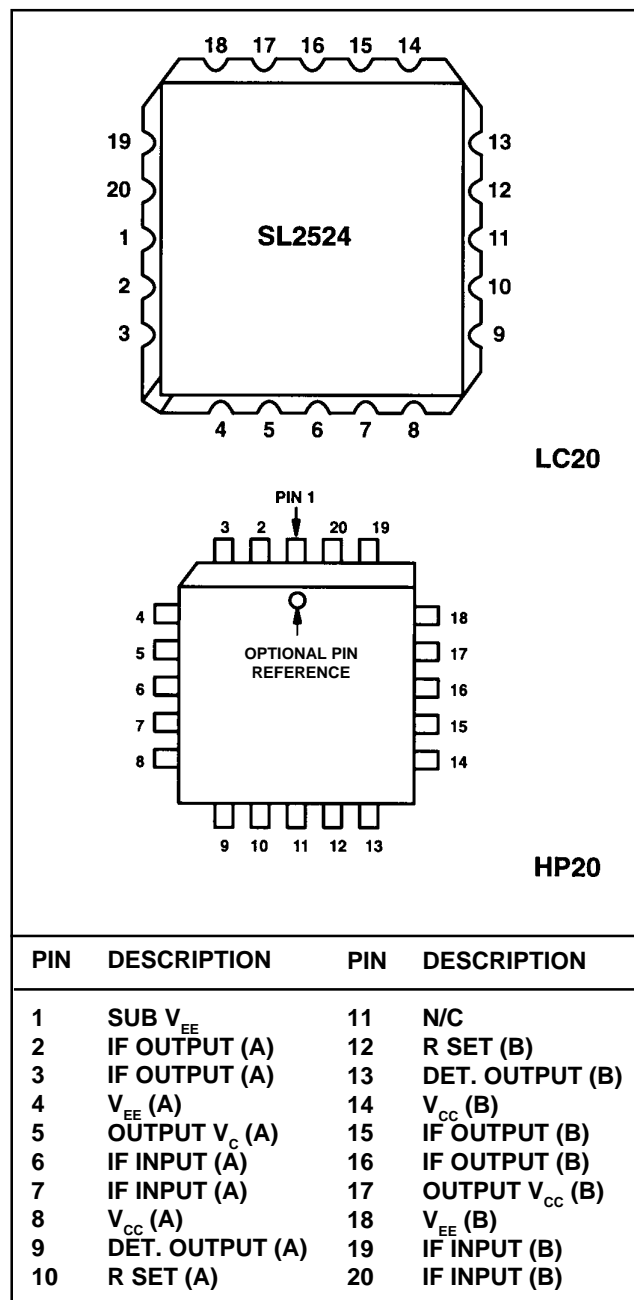 18 17 16 15 14
19 13
20 12
1 SL2524 11
2 10
3 9
4 5 6 7 8
LC20
PIN 1
3 2 20 19
4 18
5 OPTIONAL PIN 17
REFERENCE
6 16
7 15
8 14
9 10 11 12 13
HP20
PIN DESCRIPTION PIN DESCRIPTION
1 SUB VEE 11 N/C
2 IF OUTPUT (A) 12 R SET (B)
3 IF OUTPUT (A) 13 DET. OUTPUT (B)
4 VEE (A) 14 VCC (B)
5 OUTPUT VC (A) 15 IF OUTPUT (B)
6 IF INPUT (A) 16 IF OUTPUT (B)
7 IF INPUT (A) 17 OUTPUT VCC (B)
8 VCC (A) 18 VEE (B)
9 DET. OUTPUT (A) 19 IF INPUT (B)
10 R SET (A) 20 IF INPUT (B)